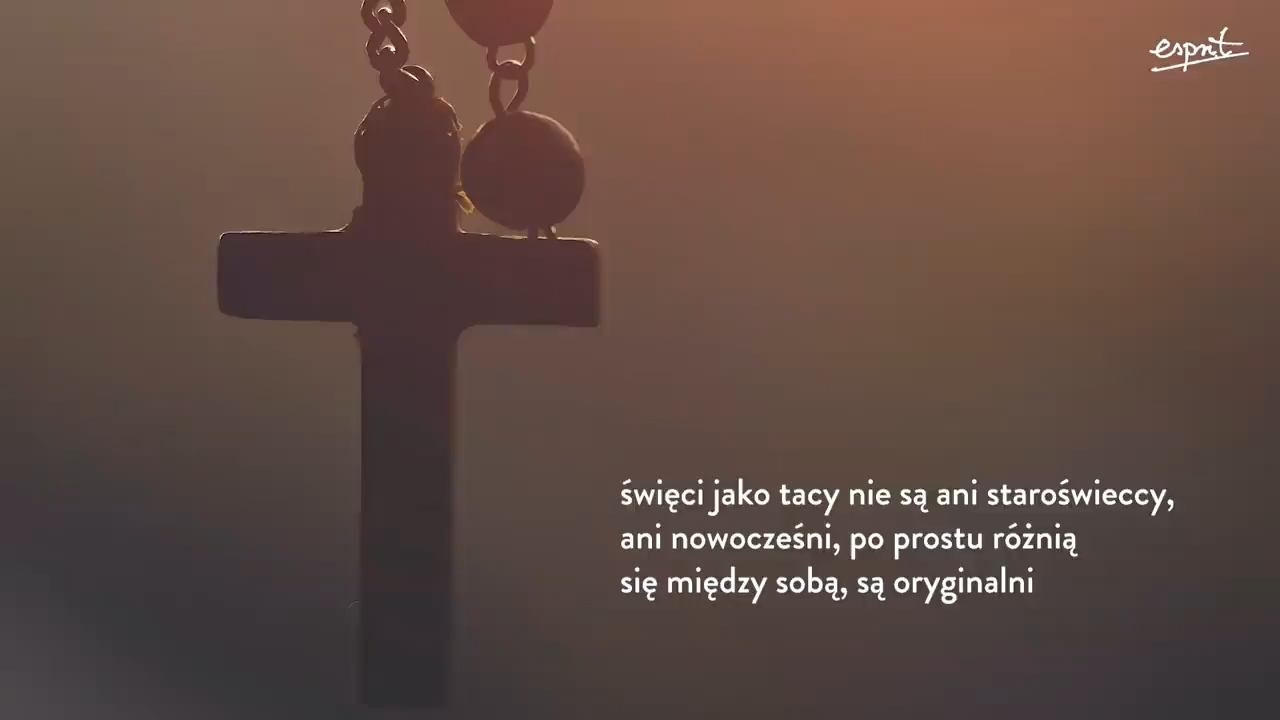 esprit
święci jako tacy nie są ani staroświeccy,
ani nowocześni, po prostu różnią
się między sobą, są oryginalni